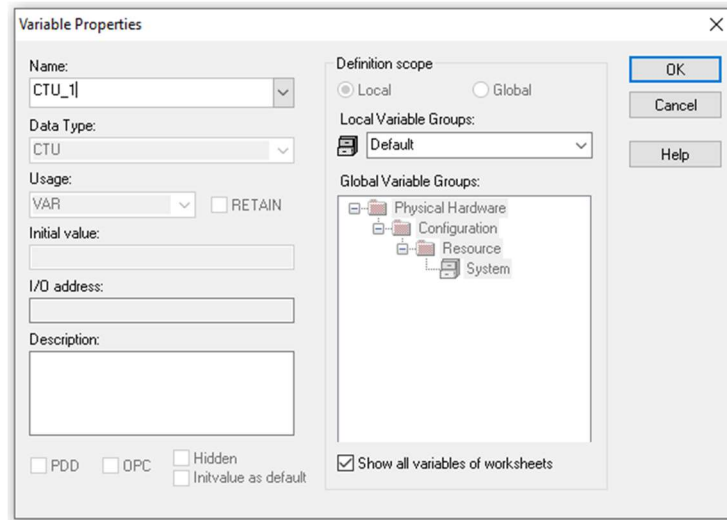 Variable Properties
Name:
CTU_1
Data Type:
CTU
Usage:
VAR
RETAIN
Initial value:
I/O address:
Description:
PDD
OPC
Hidden
Initvalue as default
Definition scope
Local
Global
Local Variable Groups:
Default
Global Variable Groups:
Physical Hardware
Configuration
Resource
System
Show all variables of worksheets
OK
Cancel
Help